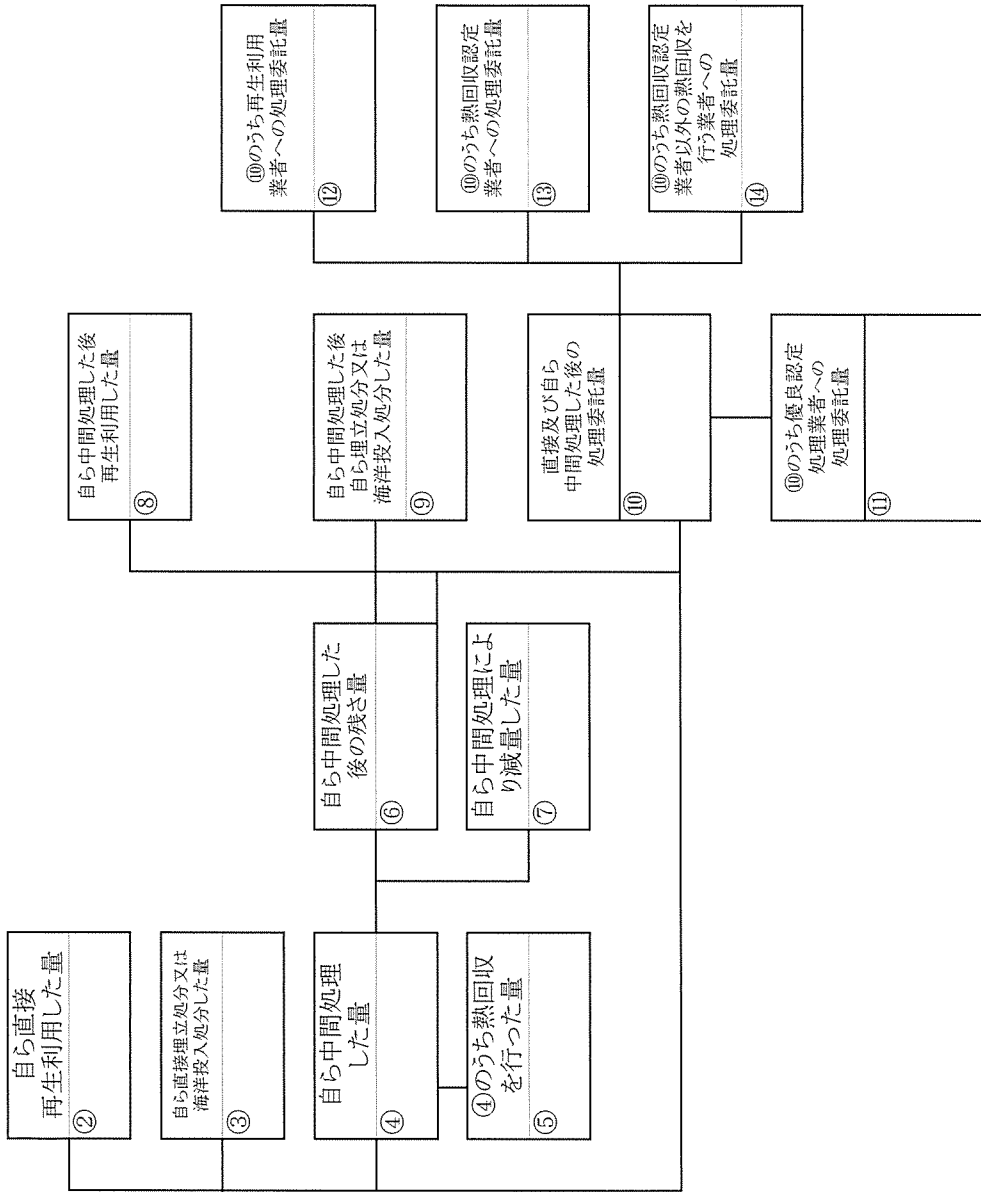 自ら直接
再生利用した量
②
自ら直接埋立処分又は
海洋投入処分した量
③
自ら中間処理
した量
④
④のうち熱回収
を行った量
⑤
自ら中間処理した
後の残さ量
⑥
自ら中間処理によ
り減量した量
⑦
自ら中間処理した後
再生利用した量
⑧
自ら中間処理した後
自ら埋立処分又は
海洋投入処分した量
⑨
直接及び自ら
中間処理した後の
処理委託量
⑩
⑩のうち優良認定
処理業者への
処理委託量
⑪
⑩のうち再生利用
業者への処理委託量
⑫
⑩のうち熱回収認定
業者への処理委託量
⑬
⑩のうち熱回収認定
業者以外の熱回収を
行う業者への
処理委託量
⑭